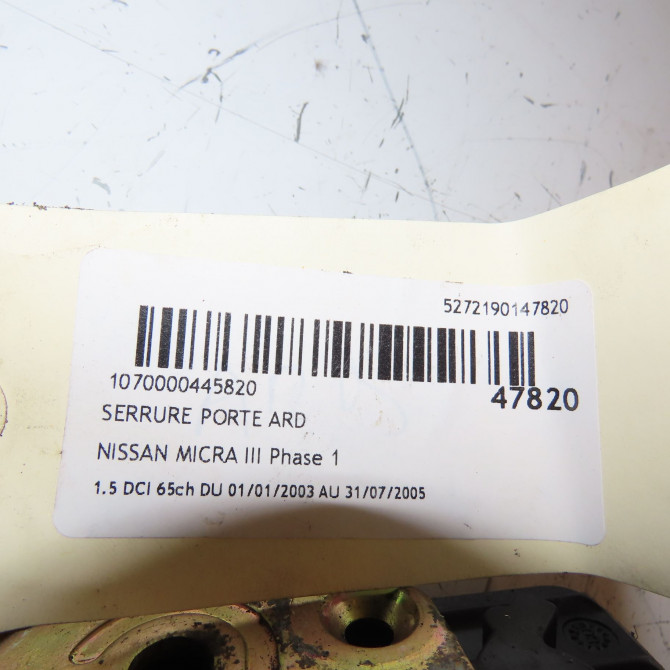 5272190147820
1070000445820
47820
SERRURE PORTE ARD
NISSAN MICRA III Phase 1
1.5 DCI 65ch DU 01/01/2003 AU 31/07/2005